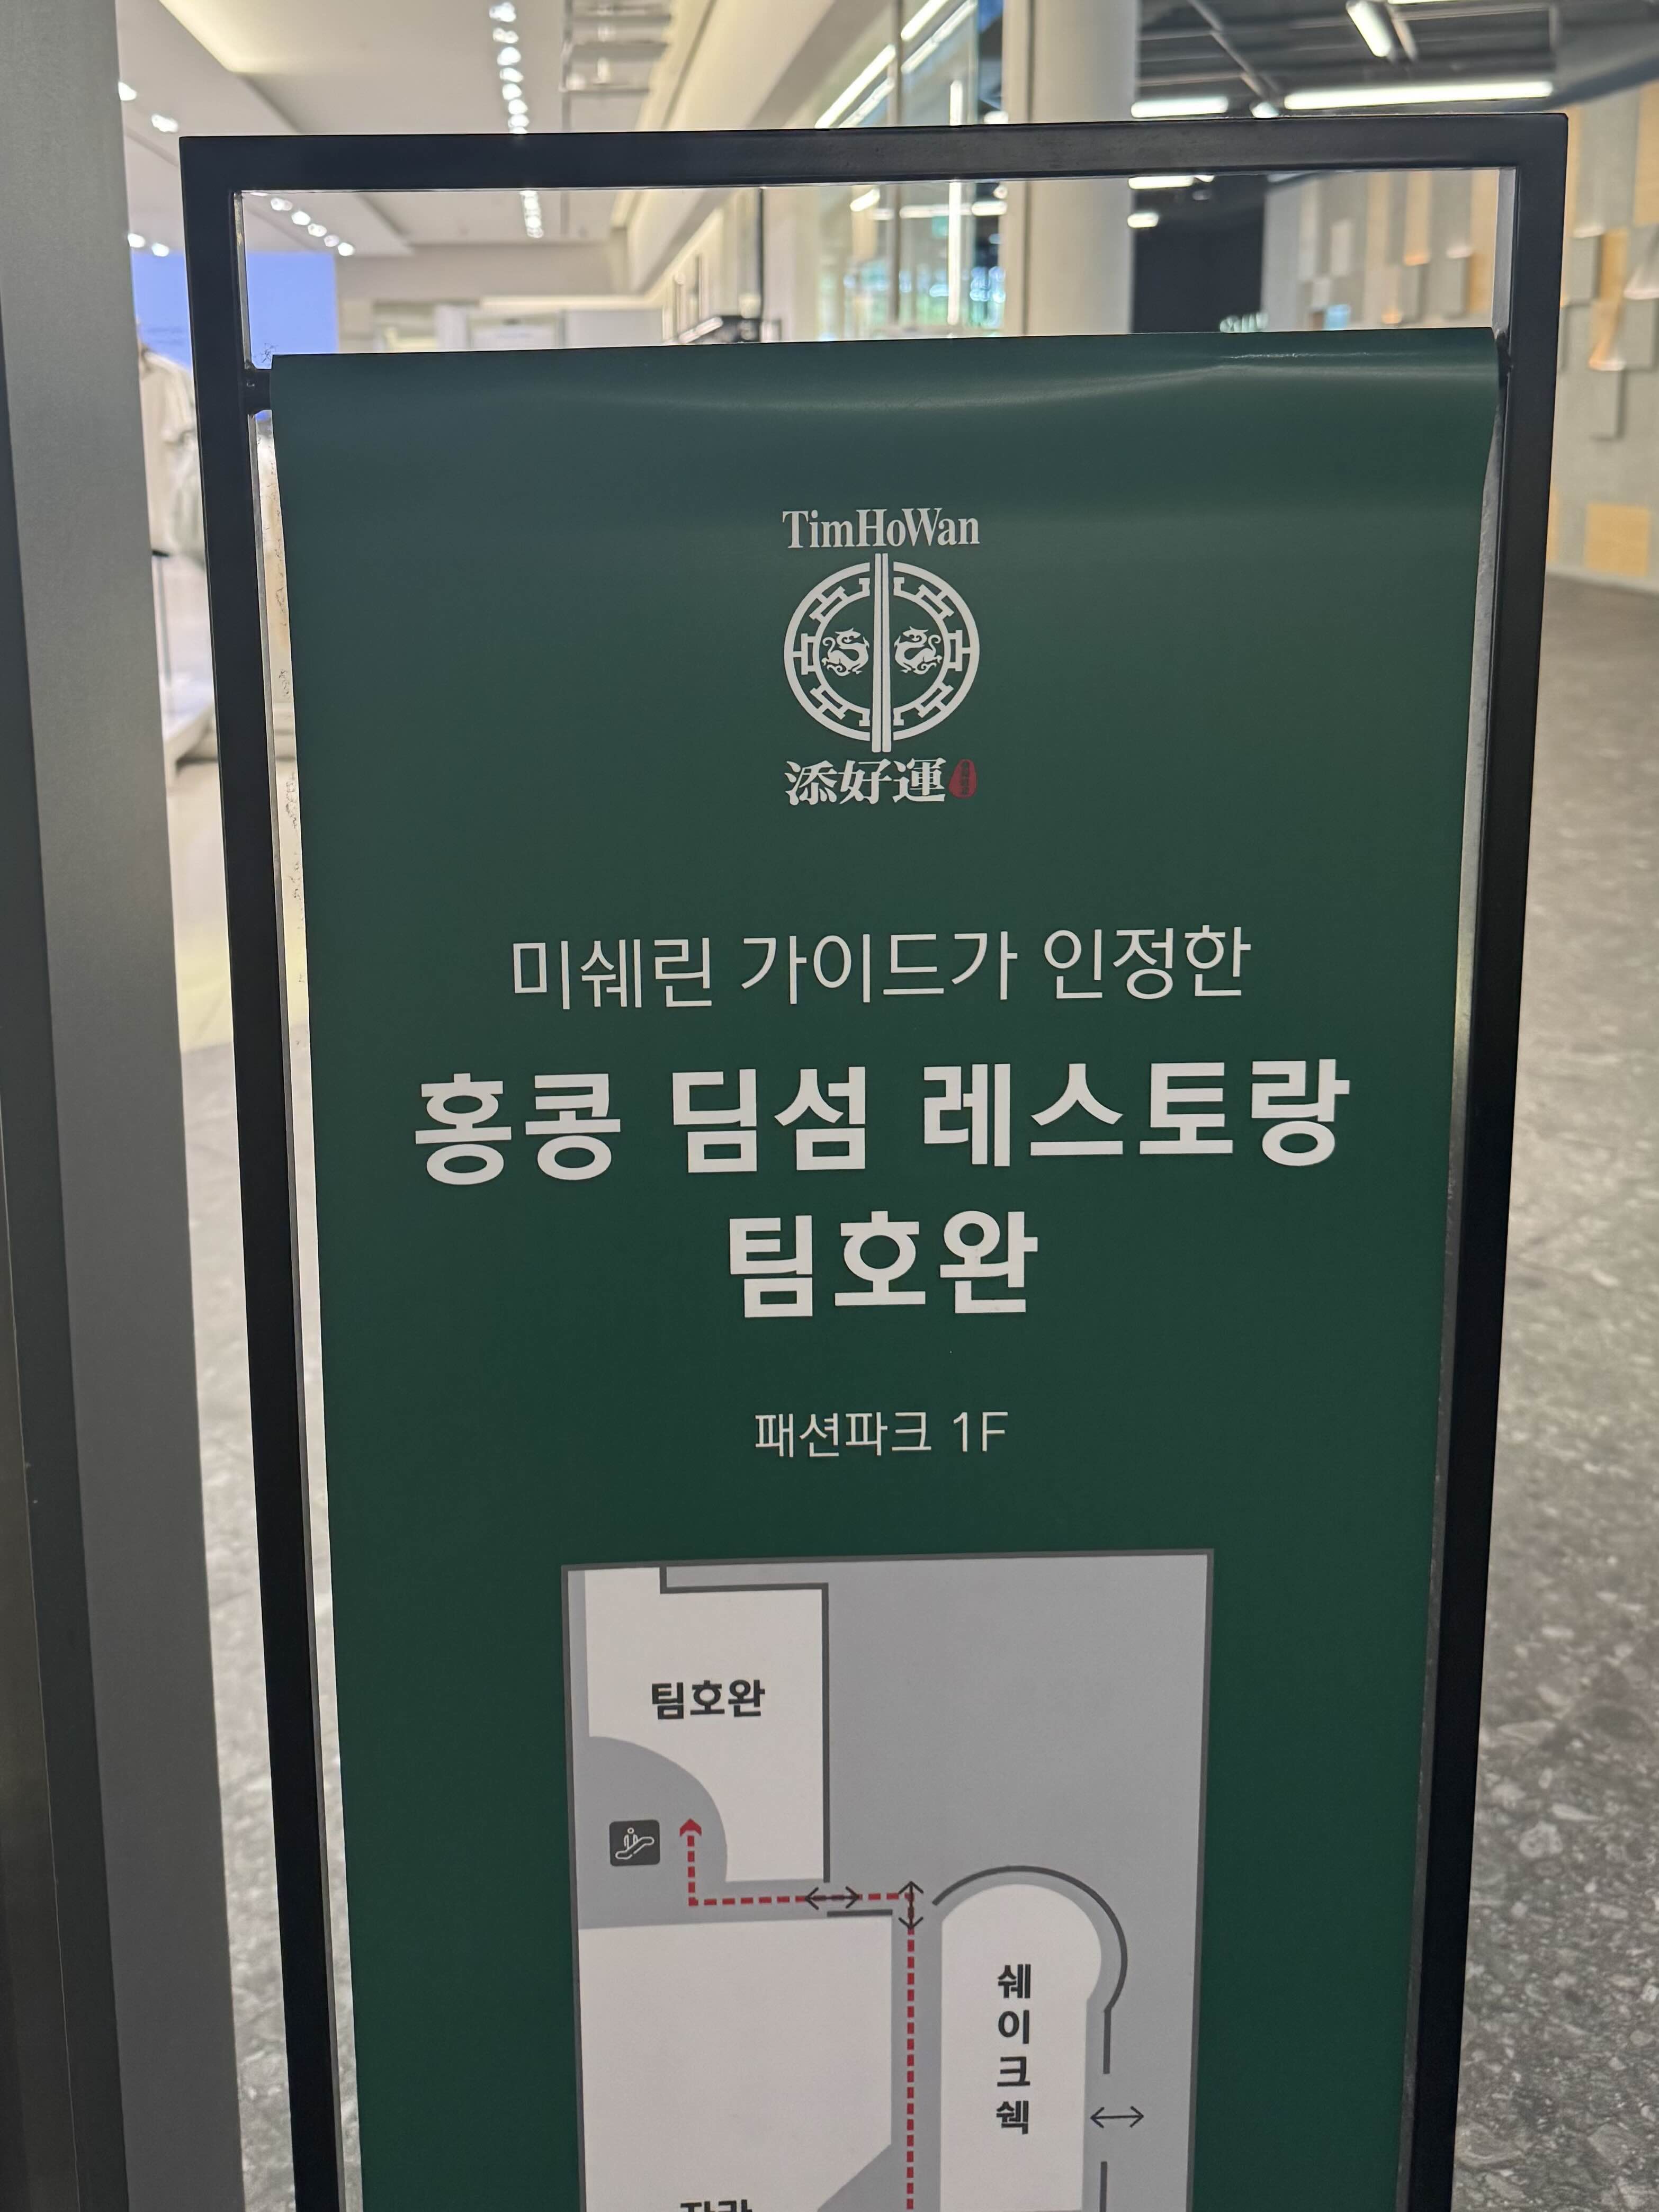 TimHoWan
添好運
미쉐린 가이드가 인정한
홍콩 딤섬 레스토랑
팀호완
패션파크 1F
팀호완
쉐이크쉑